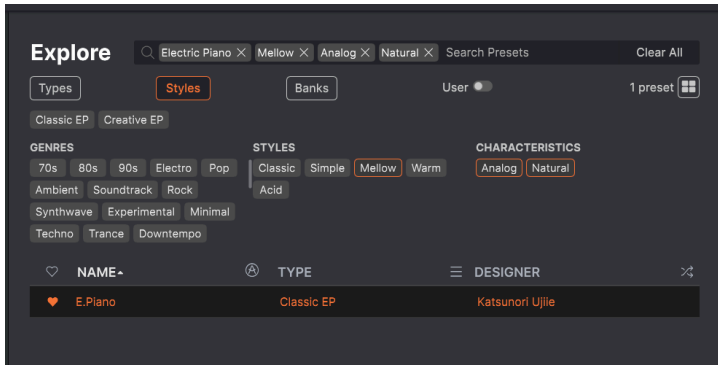 Explore Electric Piano Mellow Analog Natural Search Presets Clear All
Types Styles Banks User 1 preset
Classic EP Creative EP
GENRES STYLES CHARACTERISTICS
70s 80s 90s Electro Pop Classic Simple Mellow Warm Analog Natural
Ambient Soundtrack Rock Acid
Synthwave Experimental Minimal
Techno Trance Downtempo
NAME TYPE DESIGNER
E.Piano Classic EP Katsunori Ujiie